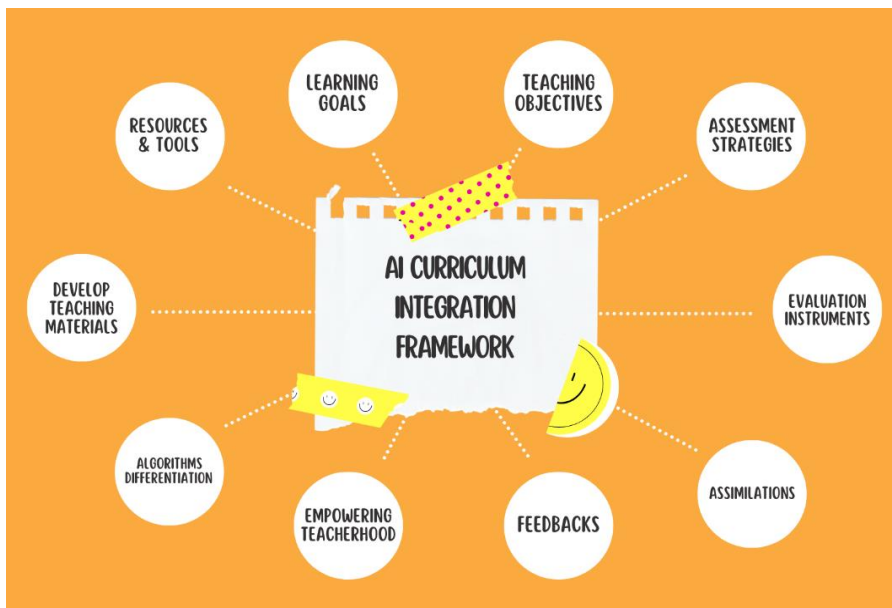 LEARNING
GOALS
TEACHING
OBJECTIVES
RESOURCES
& TOOLS
ASSESSMENT
STRATEGIES
AI CURRICULUM
INTEGRATION
FRAMEWORK
DEVELOP
TEACHING
MATERIALS
EVALUATION
INSTRUMENTS
ALGORITHMS
DIFFERENTIATION
ASSIMILATIONS
EMPOWERING
TEACHERHOOD
FEEDBACKS